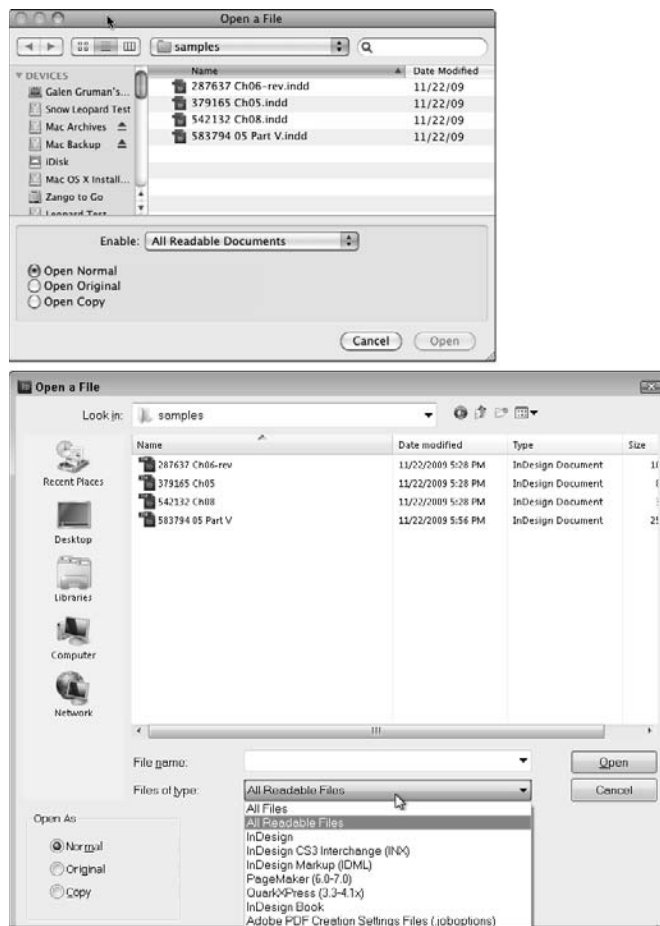 Open a File
samples
DEVICES
Galen Gruman's...
Snow Leopard Test
Mac Archives
Mac Backup
iDisk
Mac OS X Install...
Zango to Go
Leopard Test
Name Date Modified
287637 Ch06-rev.indd 11/22/09
379165 Ch05.indd 11/22/09
542132 Ch08.indd 11/22/09
583794 05 Part V.indd 11/22/09
Enable: All Readable Documents
Open Normal
Open Original
Open Copy
Cancel Open
Open a File
Look in: samples
Recent Places
Desktop
Libraries
Computer
Network
Name Date modified Type Size
287637 Ch06-rev 11/22/2009 5:28 PM InDesign Document
379165 Ch05 11/22/2009 5:28 PM InDesign Document
542132 Ch08 11/22/2009 5:28 PM InDesign Document
583794 05 Part V 11/22/2009 5:56 PM InDesign Document
File name: Open
Files of type: All Readable Files Cancel
All Files
All Readable Files
InDesign
InDesign CS3 Interchange (INX)
InDesign Markup (IDML)
PageMaker (6.0-7.0)
QuarkXPress (3.3-4.1x)
InDesign Book
Adobe PDF Creation Settings Files (.joboptions)
Open As
Normal
Original
Copy